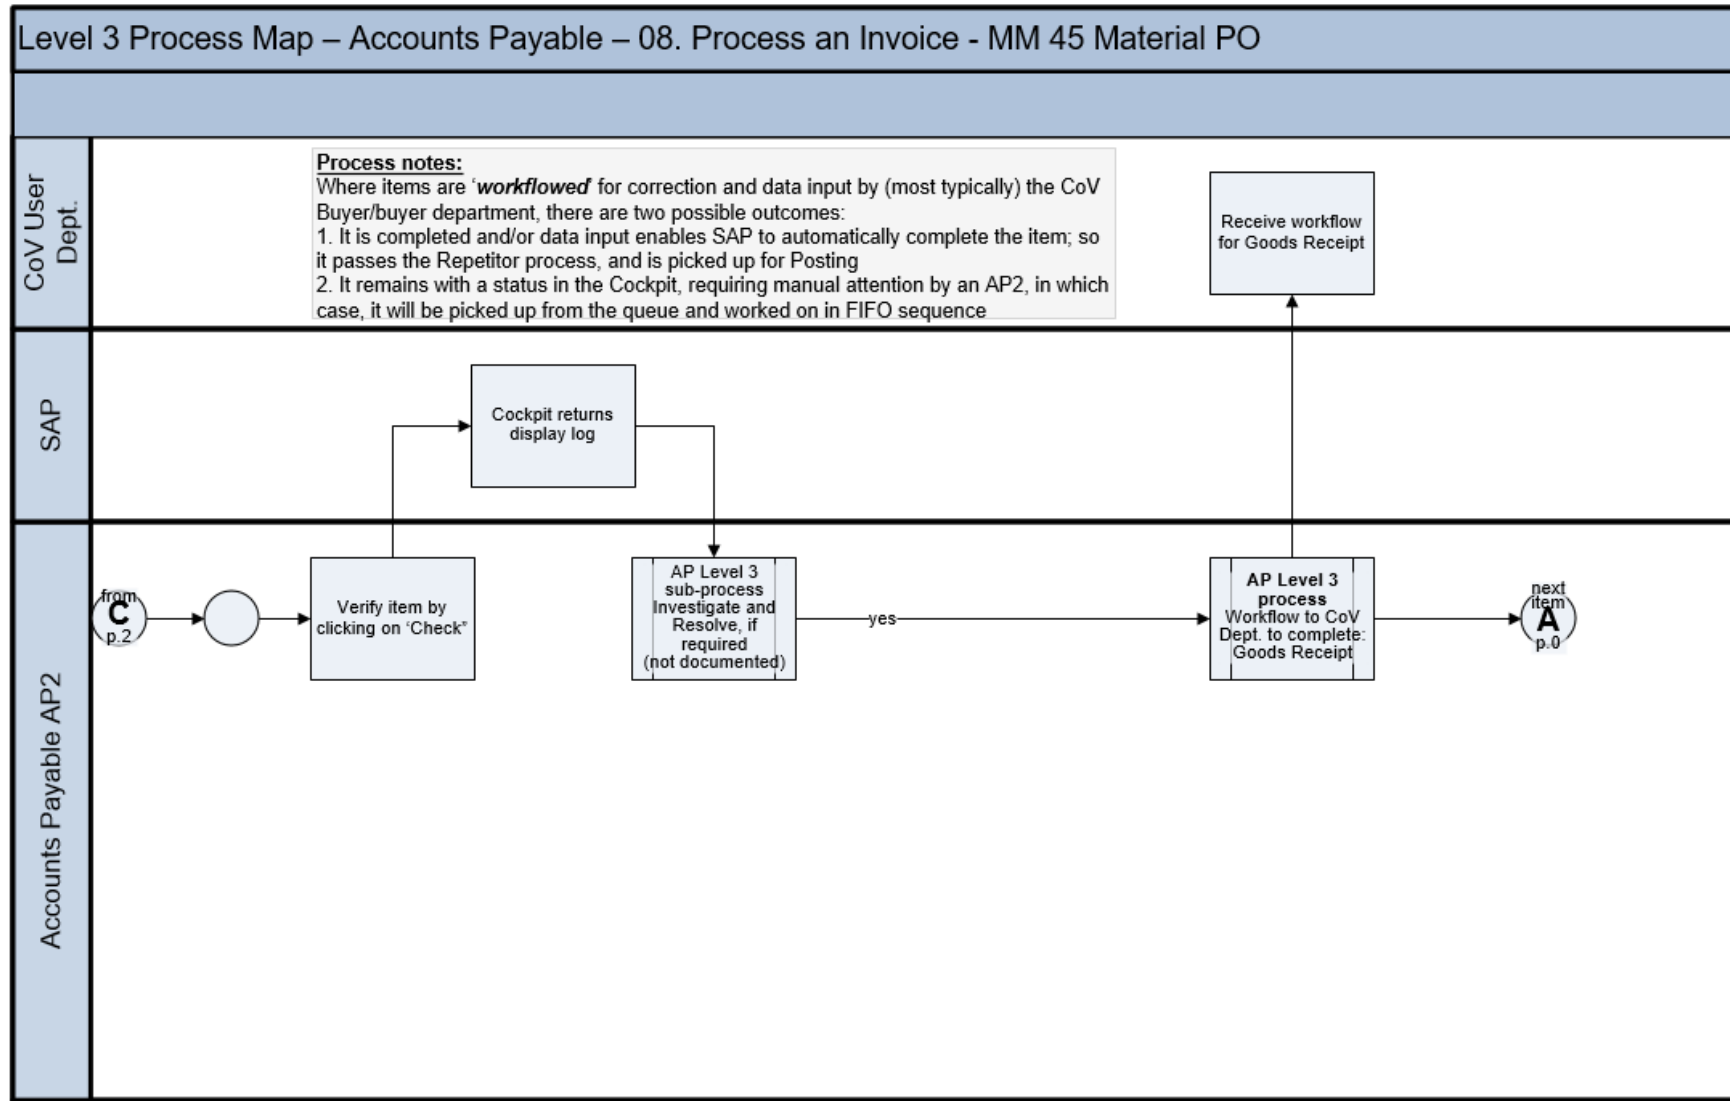 Level 3 Process Map – Accounts Payable – 08. Process an Invoice - MM 45 Material PO
CoV User
Dept.
Process notes:
Where items are ‘workflowed’ for correction and data input by (most typically) the CoV
Buyer/buyer department, there are two possible outcomes:
1. It is completed and/or data input enables SAP to automatically complete the item; so
it passes the Repetitor process, and is picked up for Posting
2. It remains with a status in the Cockpit, requiring manual attention by an AP2, in which
case, it will be picked up from the queue and worked on in FIFO sequence
Receive workflow
for Goods Receipt
SAP
Cockpit returns
display log
Accounts Payable AP2
from
C
p.2
Verify item by
clicking on ‘Check”
AP Level 3
sub-process
Investigate and
Resolve, if
required
(not documented)
yes
AP Level 3
process
Workflow to CoV
Dept. to complete:
Goods Receipt
next
item
A
p.0